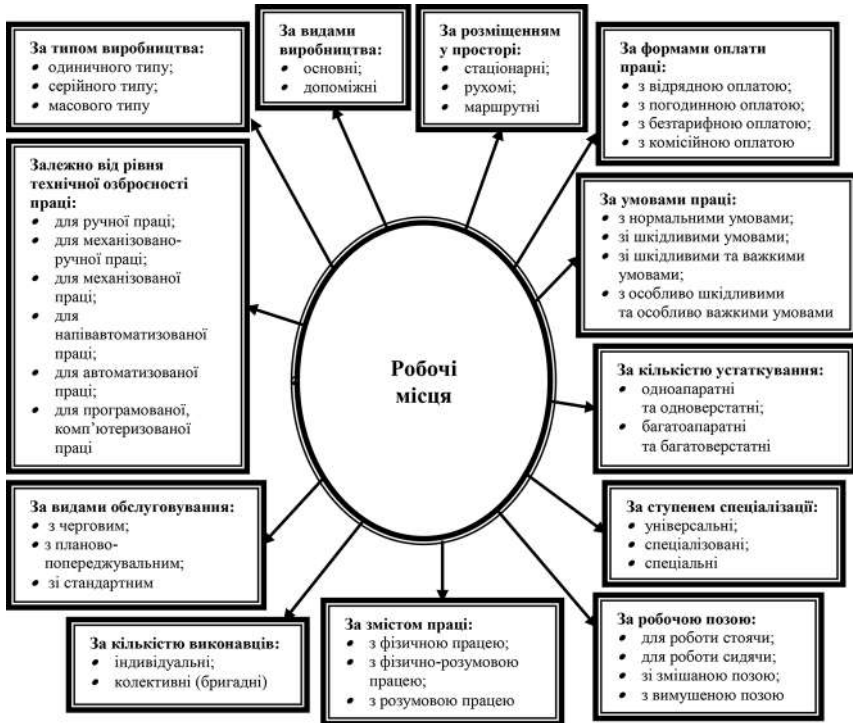 За типом виробництва:
• одиничного типу;
• серійного типу;
• масового типу
За видами
виробництва:
• основні;
• допоміжні
За розміщенням
у просторі:
• стаціонарні;
• рухомі;
• маршрутні
За формами оплати
праці:
• з відрядною оплатою;
• з погодинною оплатою;
• з безтарифною оплатою;
• з комісійною оплатою
Залежно від рівня
технічної озброєності
праці:
• для ручної праці;
• для механізовано-
ручної праці;
• для механізованої
праці;
• для
напівавтоматизованої
праці;
• для автоматизованої
праці;
• для програмованої,
комп’ютеризованої
праці
За умовами праці:
• з нормальними умовами;
• зі шкідливими умовами;
• зі шкідливими та важкими
умовами;
• з особливо шкідливими
та особливо важкими умовами
Робочі
місця
За кількістю устаткування:
• одноапаратні
та одноверстатні;
• багатоапаратні
та багатоверстатні
За видами обслуговування:
• з черговим;
• з планово-
попереджувальним;
• зі стандартним
За ступенем спеціалізації:
• універсальні;
• спеціалізовані;
• спеціальні
За кількістю виконавців:
• індивідуальні;
• колективні (бригадні)
За змістом праці:
• з фізичною працею;
• з фізично-розумовою
працею;
• з розумовою працею
За робочою позою:
• для роботи стоячи;
• для роботи сидячи;
• зі змішаною позою;
• з вимушеною позою